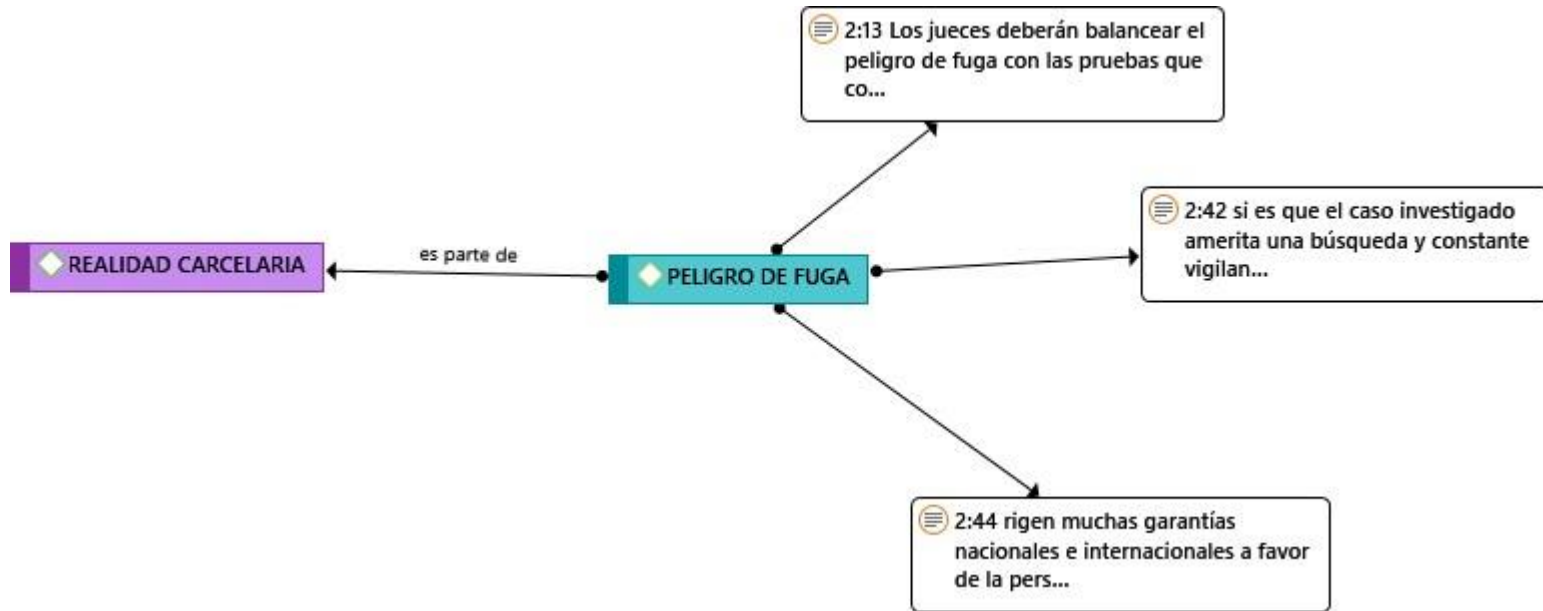 2:13 Los jueces deberán balancear el
peligro de fuga con las pruebas que
co...
2:42 si es que el caso investigado
amerita una búsqueda y constante
vigilan...
REALIDAD CARCELARIA
es parte de
PELIGRO DE FUGA
2:44 rigen muchas garantías
nacionales e internacionales a favor
de la pers...